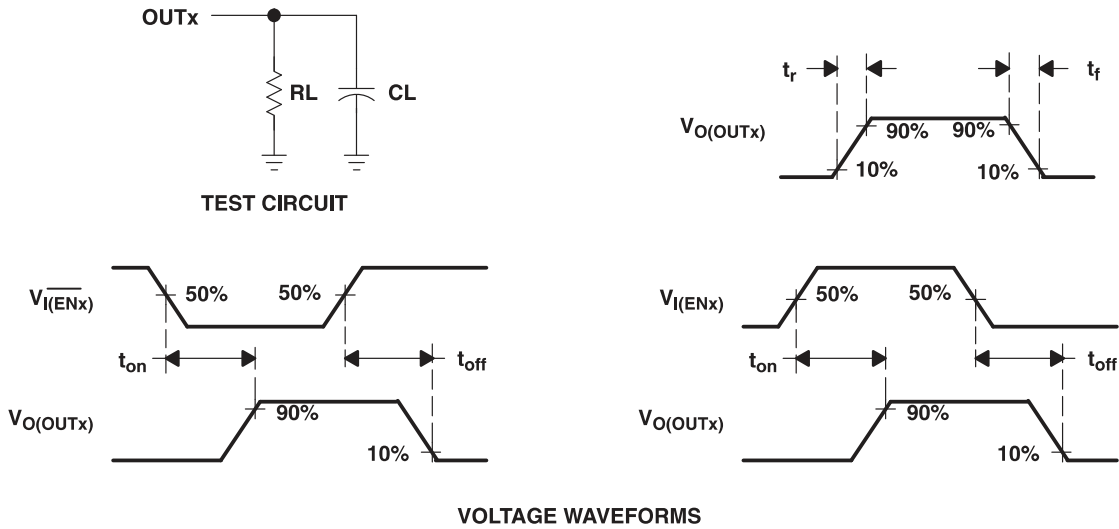 OUTx
RL
CL
TEST CIRCUIT
tr
tf
VO(OUTx)
90%
90%
10%
10%
VI(E̅N̅x̅)
50%
50%
ton
toff
VO(OUTx)
90%
10%
VI(ENx)
50%
50%
ton
toff
VO(OUTx)
90%
10%
VOLTAGE WAVEFORMS